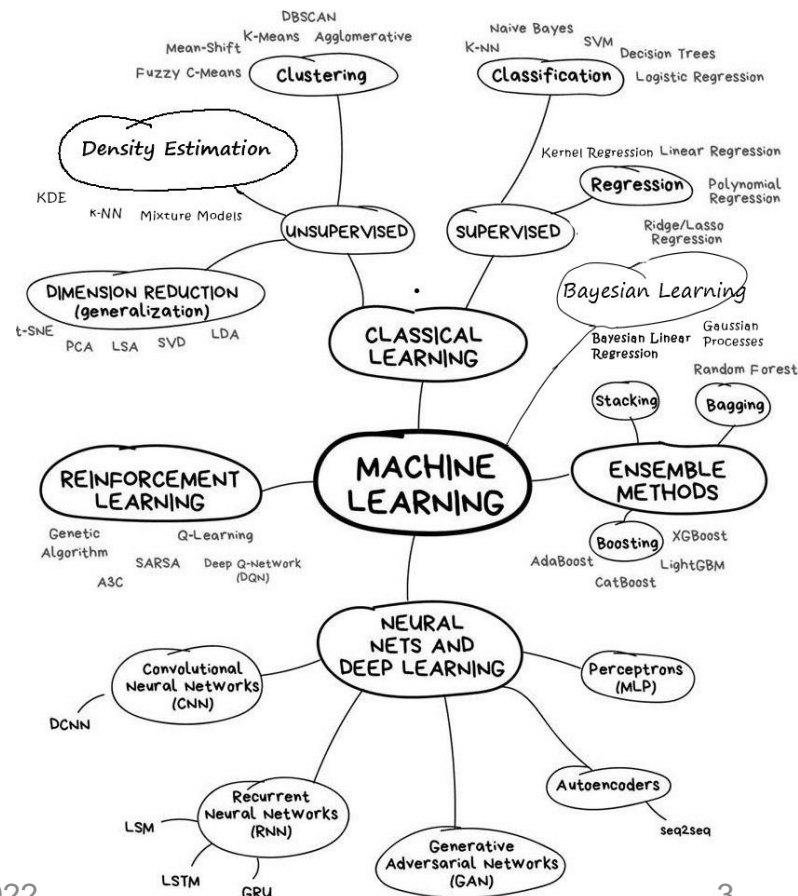 DBSCAN
K-Means Agglomerative
Mean-Shift
Fuzzy C-Means
Clustering
Naive Bayes
K-NN
SVM
Decision Trees
Classification
Logistic Regression
Density Estimation
KDE
K-NN
Mixture Models
Kernel Regression Linear Regression
Regression
Polynomial
Regression
Ridge/Lasso
Regression
UNSUPERVISED
SUPERVISED
DIMENSION REDUCTION
(generalization)
t-SNE
PCA
LSA
SVD
LDA
CLASSICAL
LEARNING
Bayesian Learning
Bayesian Linear
Regression
Gaussian
Processes
Random Forest
Stacking
Bagging
MACHINE
LEARNING
REINFORCEMENT
LEARNING
Genetic
Algorithm
Q-Learning
SARSA
Deep Q-Network
(DQN)
A3C
ENSEMBLE
METHODS
Boosting
XGBoost
AdaBoost
LightGBM
CatBoost
NEURAL
NETS AND
DEEP LEARNING
Convolutional
Neural Networks
(CNN)
DCNN
Perceptrons
(MLP)
Recurrent
Neural Networks
(RNN)
LSM
LSTM
GRU
Autoencoders
seq2seq
Generative
Adversarial Networks
(GAN)
3